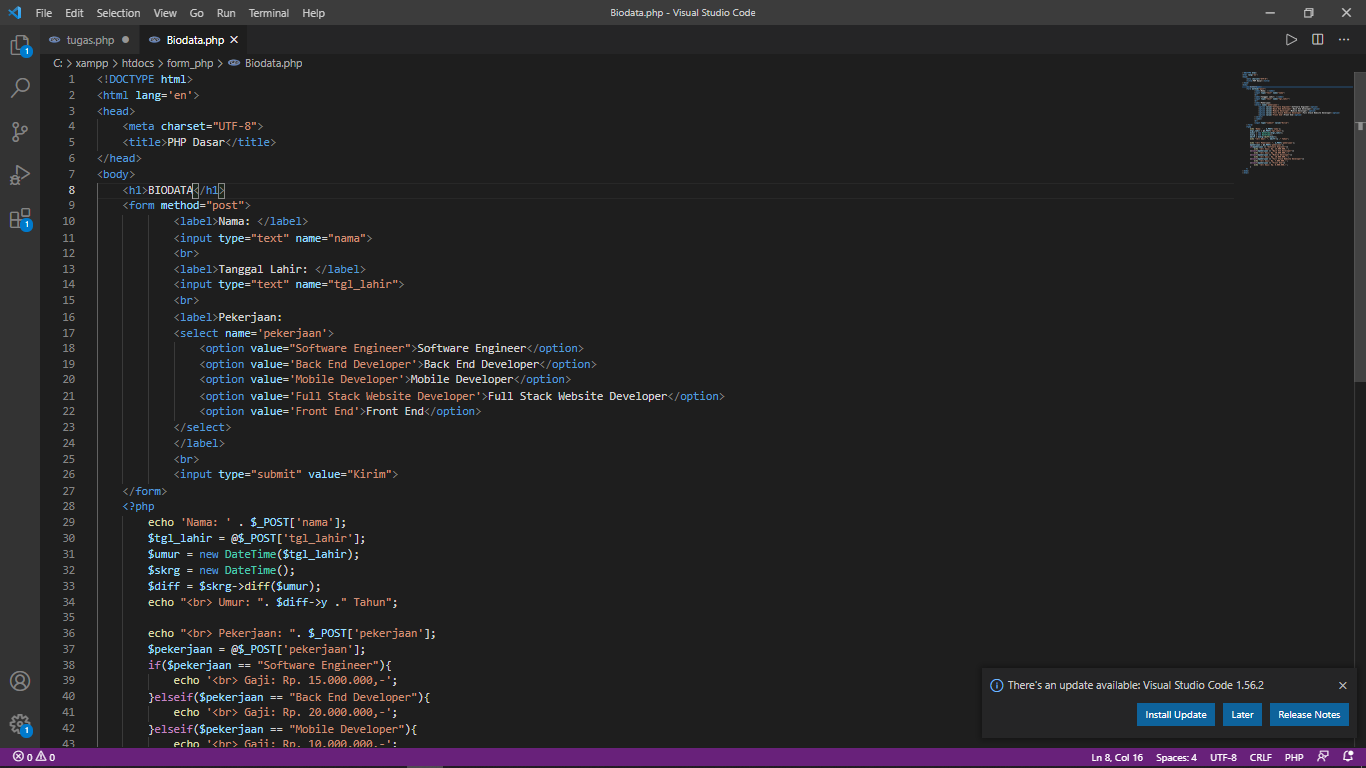 File Edit Selection View Go Run Terminal Help
Biodata.php - Visual Studio Code
tugas.php
Biodata.php
C: > xampp > htdocs > form_php > Biodata.php
1 <!DOCTYPE html>
2 <html lang='en'>
3 <head>
4 <meta charset="UTF-8">
5 <title>PHP Dasar</title>
6 </head>
7 <body>
8 <h1>BIODATA</h1>
9 <form method="post">
10 <label>Nama: </label>
11 <input type="text" name="nama">
12 <br>
13 <label>Tanggal Lahir: </label>
14 <input type="text" name="tgl_lahir">
15 <br>
16 <label>Pekerjaan:
17 <select name='pekerjaan'>
18 <option value="Software Engineer">Software Engineer</option>
19 <option value='Back End Developer'>Back End Developer</option>
20 <option value='Mobile Developer'>Mobile Developer</option>
21 <option value='Full Stack Website Developer'>Full Stack Website Developer</option>
22 <option value='Front End'>Front End</option>
23 </select>
24 </label>
25 <br>
26 <input type="submit" value="Kirim">
27 </form>
28 <?php
29 echo 'Nama: ' . $_POST['nama'];
30 $tgl_lahir = @$_POST['tgl_lahir'];
31 $umur = new DateTime($tgl_lahir);
32 $skrg = new DateTime();
33 $diff = $skrg->diff($umur);
34 echo "<br> Umur: ". $diff->y ." Tahun";
35
36 echo "<br> Pekerjaan: ". $_POST['pekerjaan'];
37 $pekerjaan = @$_POST['pekerjaan'];
38 if($pekerjaan == "Software Engineer"){
39 echo '<br> Gaji: Rp. 15.000.000,-';
40 }elseif($pekerjaan == "Back End Developer"){
41 echo '<br> Gaji: Rp. 20.000.000,-';
42 }elseif($pekerjaan == "Mobile Developer"){
43 echo '<br> Gaji: Rp. 10.000.000,-';
1
1
1
There's an update available: Visual Studio Code 1.56.2
Install Update Later Release Notes
0 0 Ln 8, Col 16 Spaces: 4 UTF-8 CRLF PHP